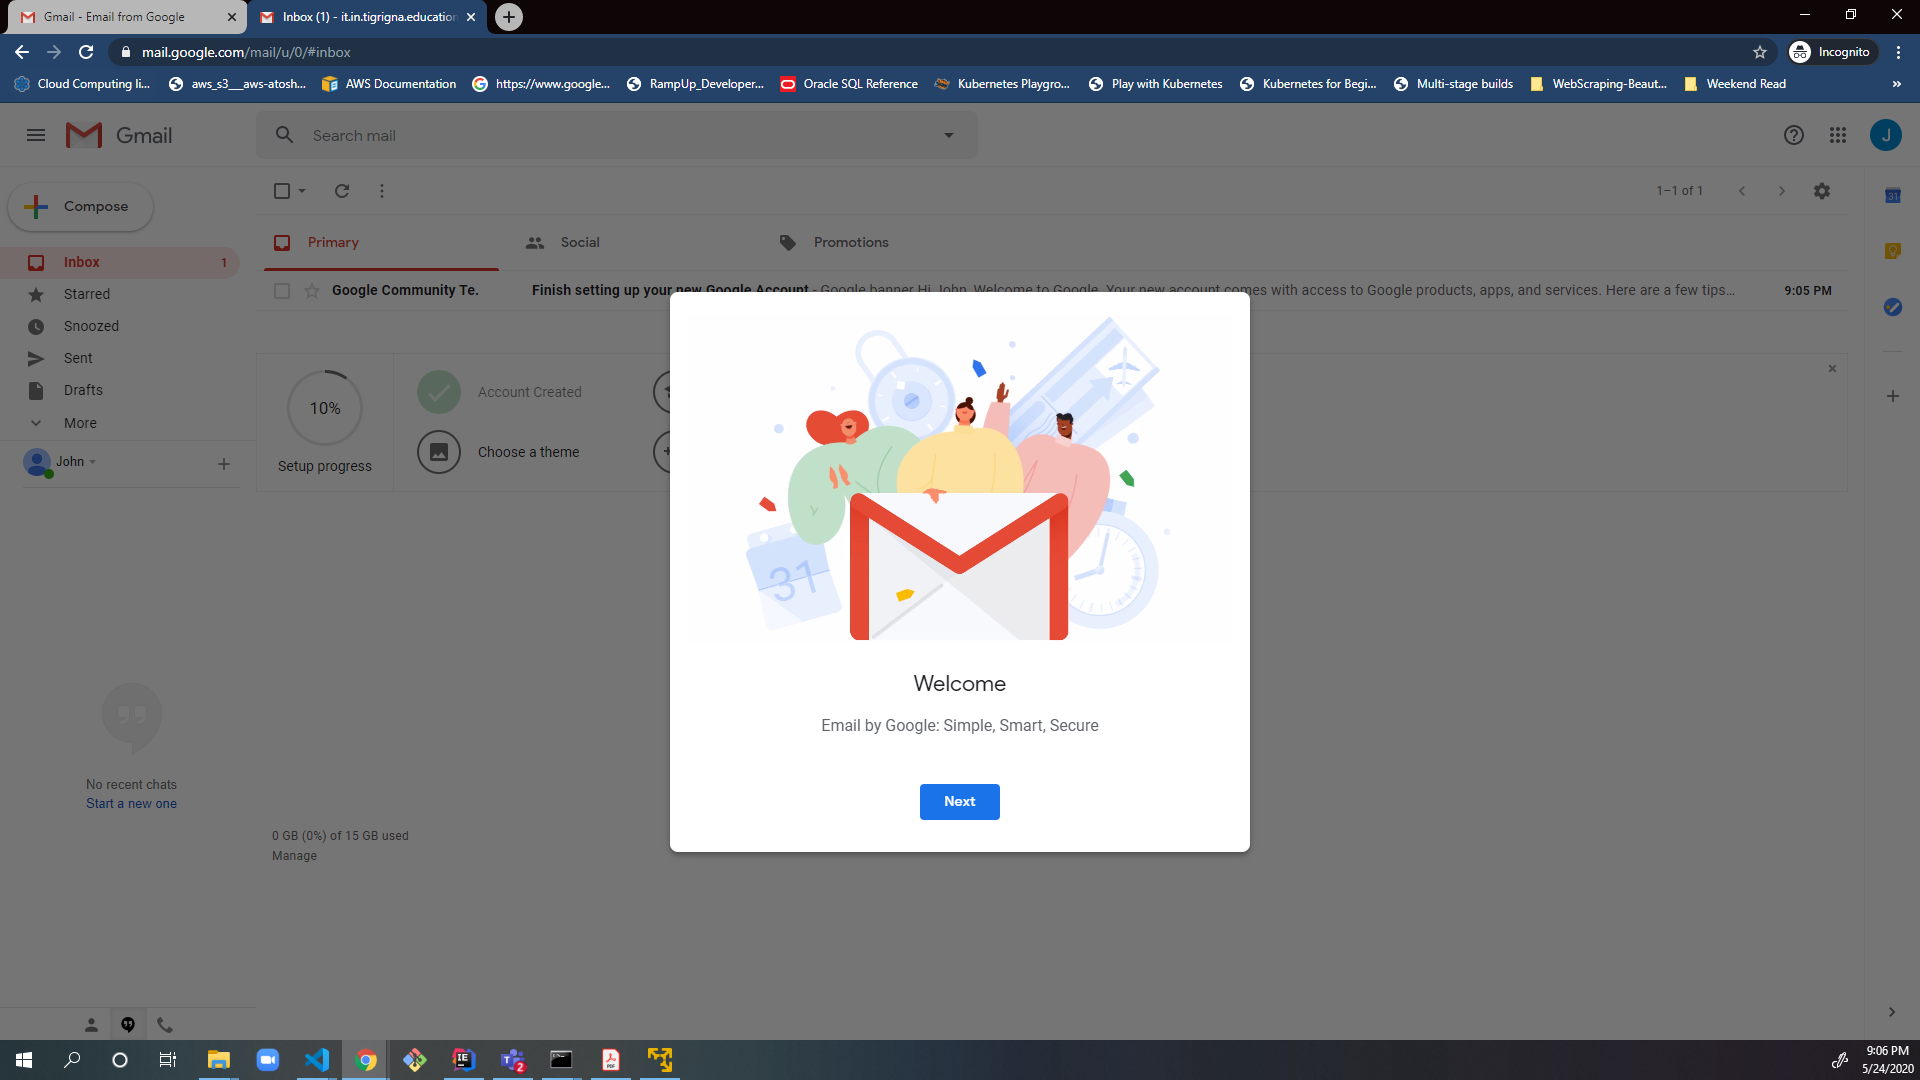 Gmail - Email from Google
Inbox (1) - it.in.tigrigna.education
mail.google.com/mail/u/0/#inbox
Incognito
Cloud Computing li...
aws_s3__aws-atosh...
AWS Documentation
https://www.google...
RampUp_Developer...
Oracle SQL Reference
Kubernetes Playgro...
Play with Kubernetes
Kubernetes for Begi...
Multi-stage builds
WebScraping-Beaut...
Weekend Read
»
Gmail
Search mail
J
Compose
1–1 of 1
31
Primary
Social
Promotions
Inbox 1
Google Community Te.
Finish setting up your new Google Account - Google banner Hi John, Welcome to Google. Your new account comes with access to Google products, apps, and services. Here are a few tips...
9:05 PM
Starred
Snoozed
Sent
Drafts
More
John
10%
Setup progress
Account Created
Choose a theme
31
Welcome
Email by Google: Simple, Smart, Secure
Next
No recent chats
Start a new one
0 GB (0%) of 15 GB used
Manage
IE
T
2
PDF
9:06 PM
5/24/2020